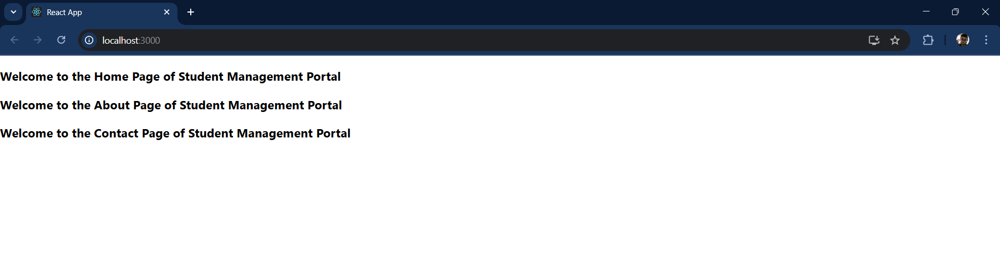 React App
localhost:3000
Welcome to the Home Page of Student Management Portal
Welcome to the About Page of Student Management Portal
Welcome to the Contact Page of Student Management Portal